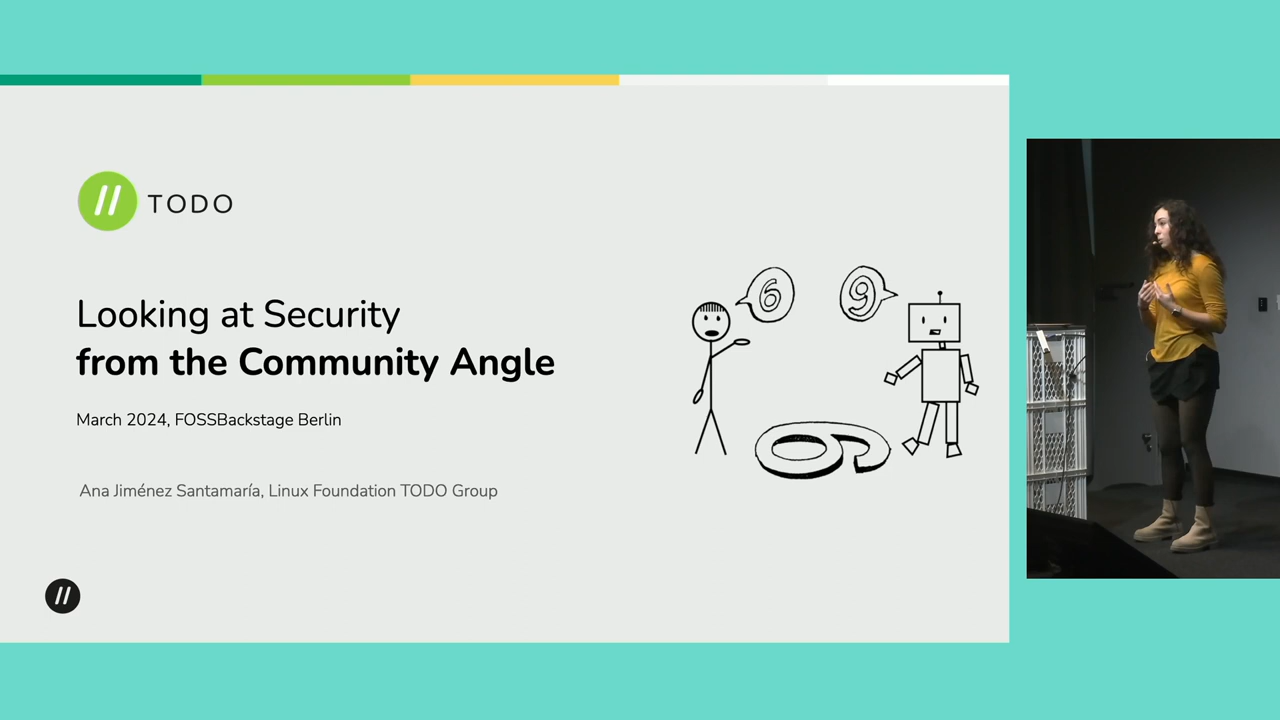 TODO
Looking at Security
from the Community Angle
March 2024, FOSSBackstage Berlin
Ana Jiménez Santamaría, Linux Foundation TODO Group
6
9